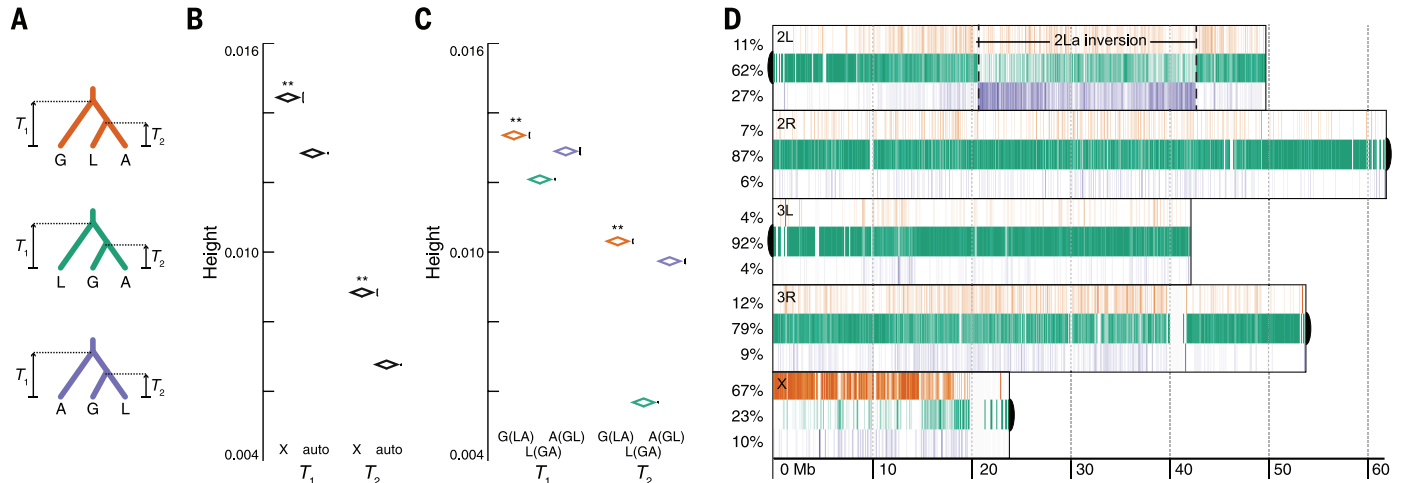 A
T1
T2
G L A
T1
T2
L G A
T1
T2
A G L
B
Height
0.016
0.010
0.004
**
**
X auto X auto
T1 T2
C
Height
0.016
0.010
0.004
**
**
G(LA) A(GL) G(LA) A(GL)
L(GA) L(GA)
T1 T2
D
2L
2La inversion
11%
62%
27%
2R
7%
87%
6%
3L
4%
92%
4%
3R
12%
79%
9%
X
67%
23%
10%
0 Mb 10 20 30 40 50 60